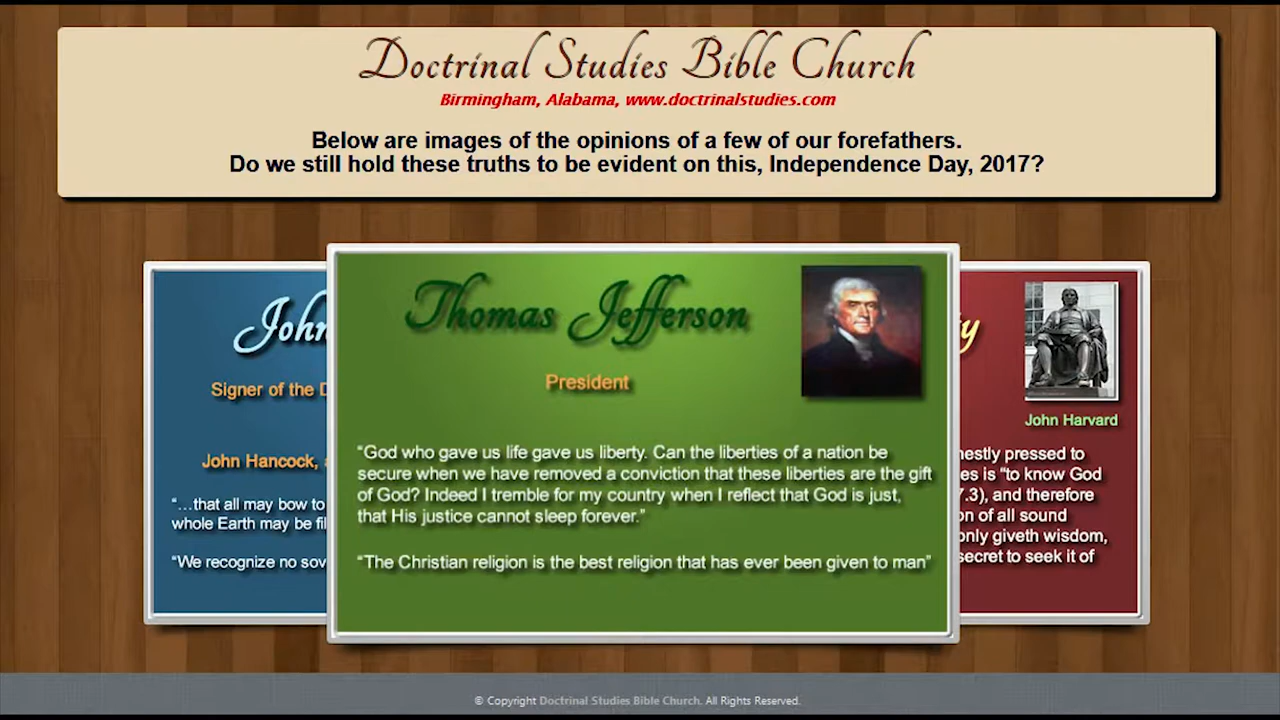 Doctrinal Studies Bible Church
Birmingham, Alabama, www.doctrinalstudies.com
Below are images of the opinions of a few of our forefathers.
Do we still hold these truths to be evident on this, Independence Day, 2017?
John
Signer of the D
John Hancock, a
“…that all may bow to
whole Earth may be fil
“We recognize no sov
Thomas Jefferson
President
“God who gave us life gave us liberty. Can the liberties of a nation be
secure when we have removed a conviction that these liberties are the gift
of God? Indeed I tremble for my country when I reflect that God is just,
that His justice cannot sleep forever.”
“The Christian religion is the best religion that has ever been given to man”
ty
John Harvard
nestly pressed to
es is “to know God
7.3), and therefore
on of all sound
only giveth wisdom,
secret to seek it of
© Copyright Doctrinal Studies Bible Church. All Rights Reserved.